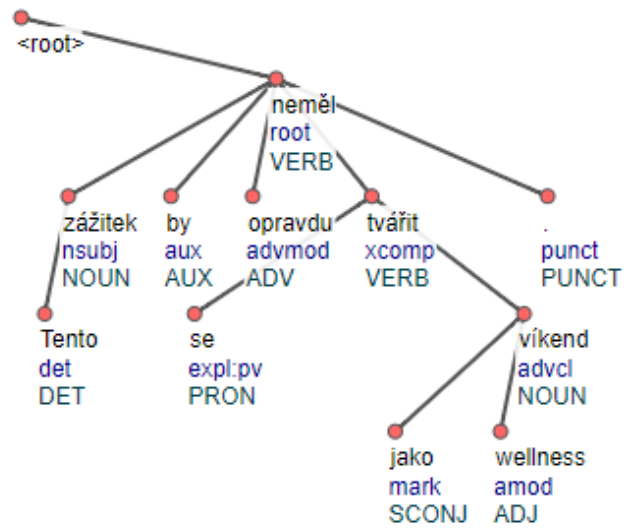 <root>
neměl
root
VERB
zážitek by opravdu tvářit .
nsubj aux advmod xcomp punct
NOUN AUX ADV VERB PUNCT
Tento se víkend
det expl:pv advcl
DET PRON NOUN
jako wellness
mark amod
SCONJ ADJ